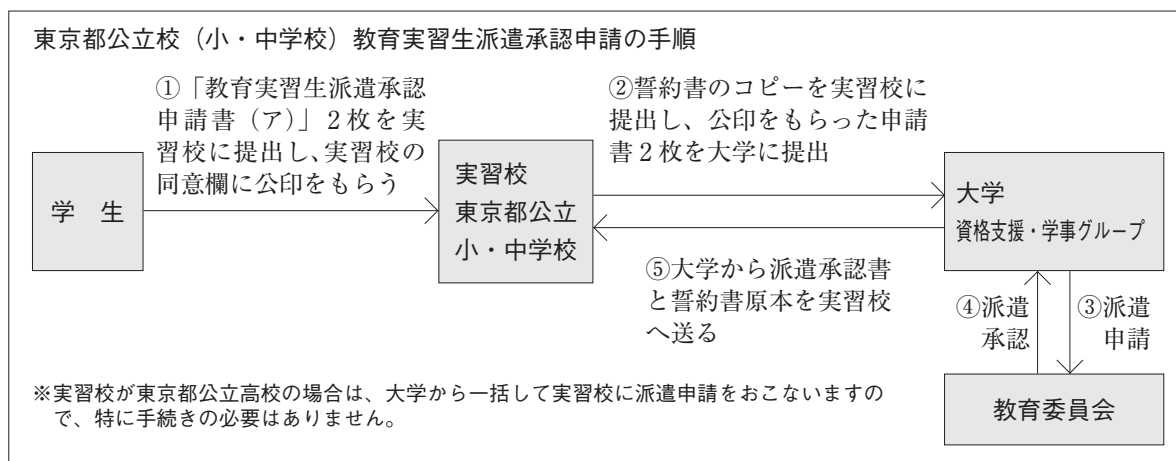 東京都公立校（小・中学校）教育実習生派遣承認申請の手順
①「教育実習生派遣承認
申請書（ア）」2枚を実
習校に提出し、実習校の
同意欄に公印をもらう
②誓約書のコピーを実習校に
提出し、公印をもらった申請
書2枚を大学に提出
学　生
実習校
東京都公立
小・中学校
大学
資格支援・学事グループ
⑤大学から派遣承認書
と誓約書原本を実習校
へ送る
④派遣
承認
③派遣
申請
教育委員会
※実習校が東京都公立高校の場合は、大学から一括して実習校に派遣申請をおこないますの
で、特に手続きの必要はありません。